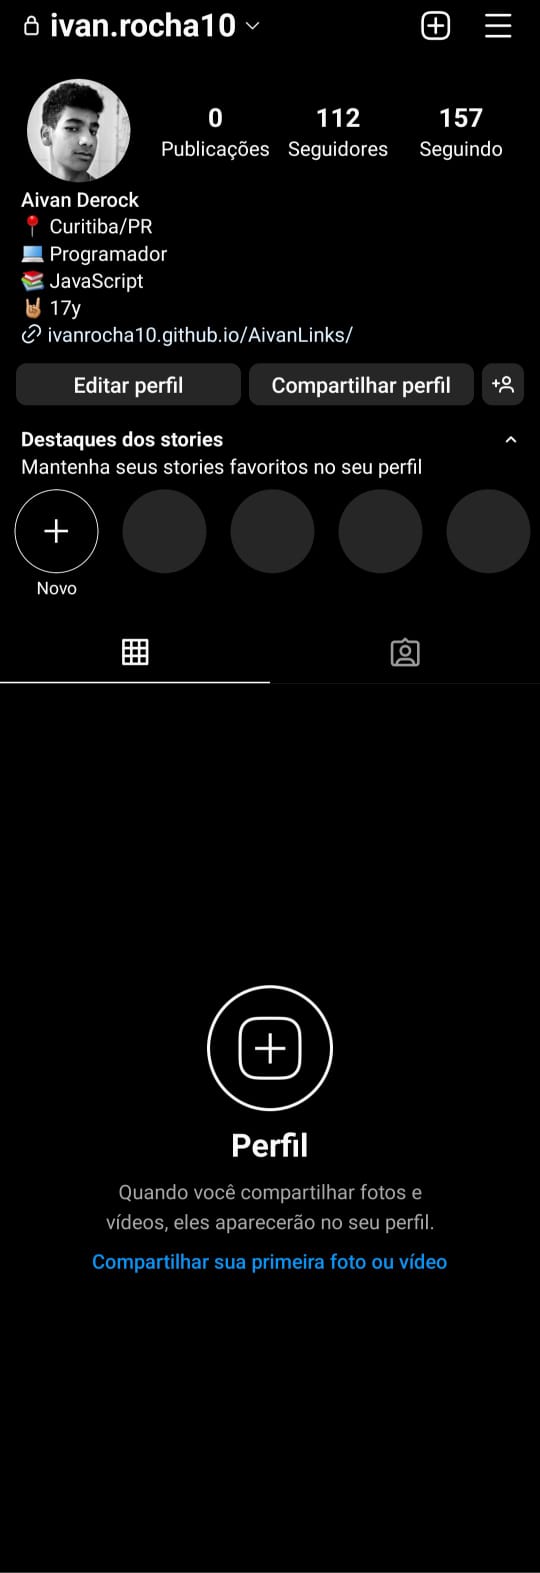 ivan.rocha10
0 112 157
Publicações Seguidores Seguindo
Aivan Derock
📍 Curitiba/PR
💻 Programador
📚 JavaScript
🤘🏼 17y
ivanrocha10.github.io/AivanLinks/
Editar perfil Compartilhar perfil
Destaques dos stories
Mantenha seus stories favoritos no seu perfil
Novo
Perfil
Quando você compartilhar fotos e
vídeos, eles aparecerão no seu perfil.
Compartilhar sua primeira foto ou vídeo